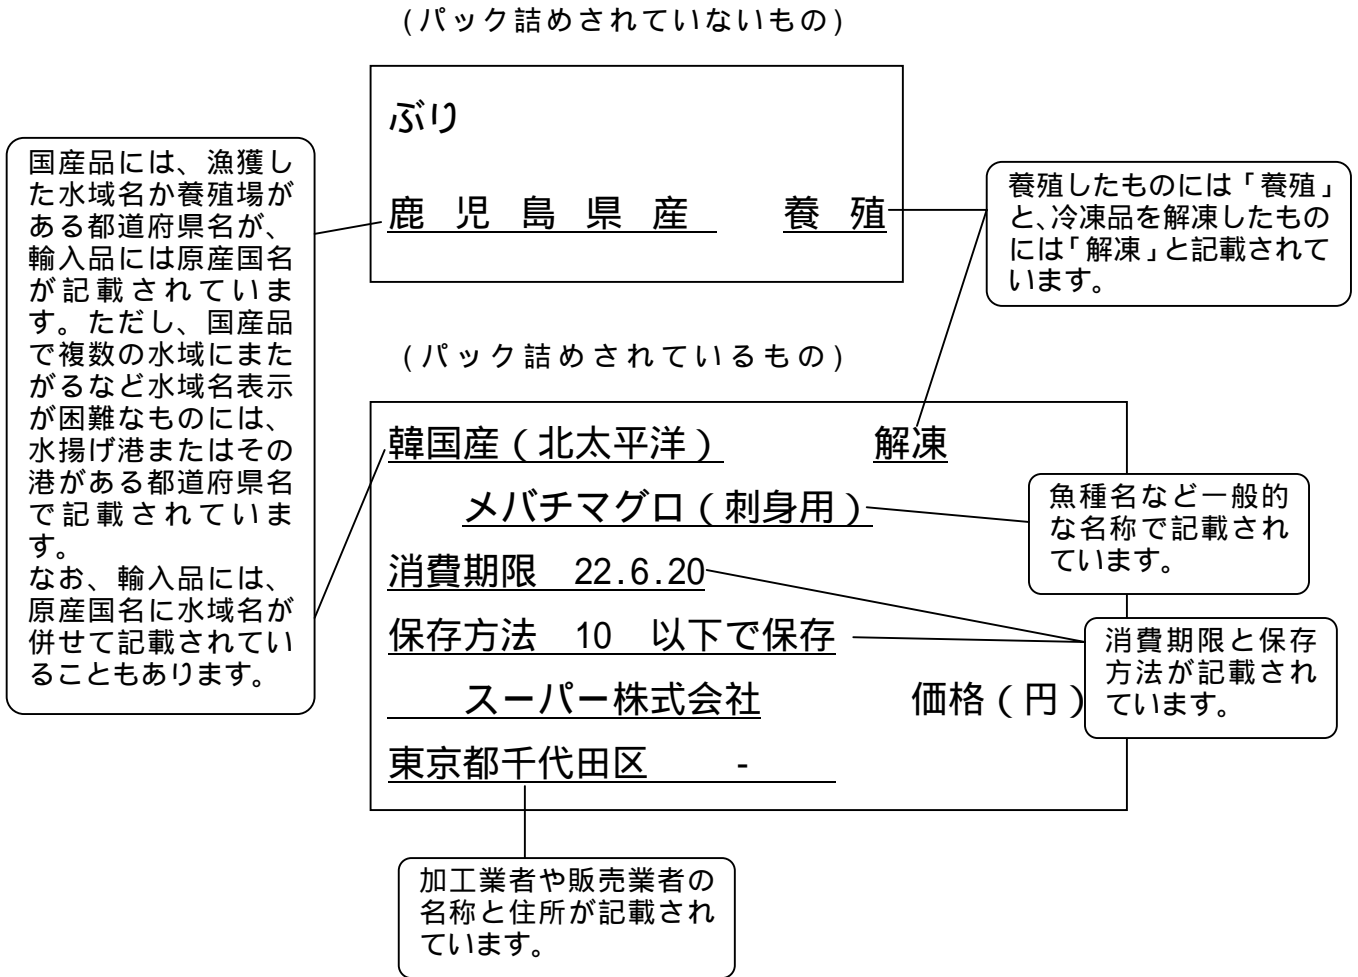 (パック詰めされていないもの)
ぶり
鹿児島県産　養殖
国産品には、漁獲し
た水域名か養殖場が
ある都道府県名が、
輸入品には原産国名
が記載されていま
す。ただし、国産品
で複数の水域にまた
がるなど水域名表示
が困難なものには、
水揚げ港またはその
港がある都道府県名
で記載されていま
す。
なお、輸入品には、
原産国名に水域名が
併せて記載されてい
ることもあります。
養殖したものには「養殖」
と、冷凍品を解凍したもの
には「解凍」と記載されて
います。
(パック詰めされているもの)
韓国産(北太平洋)　解凍
メバチマグロ(刺身用)
消費期限　22.6.20
保存方法　10　以下で保存
スーパー株式会社　価格(円)
東京都千代田区　-
魚種名など一般的
な名称で記載され
ています。
消費期限と保存
方法が記載され
ています。
加工業者や販売業者の
名称と住所が記載され
ています。